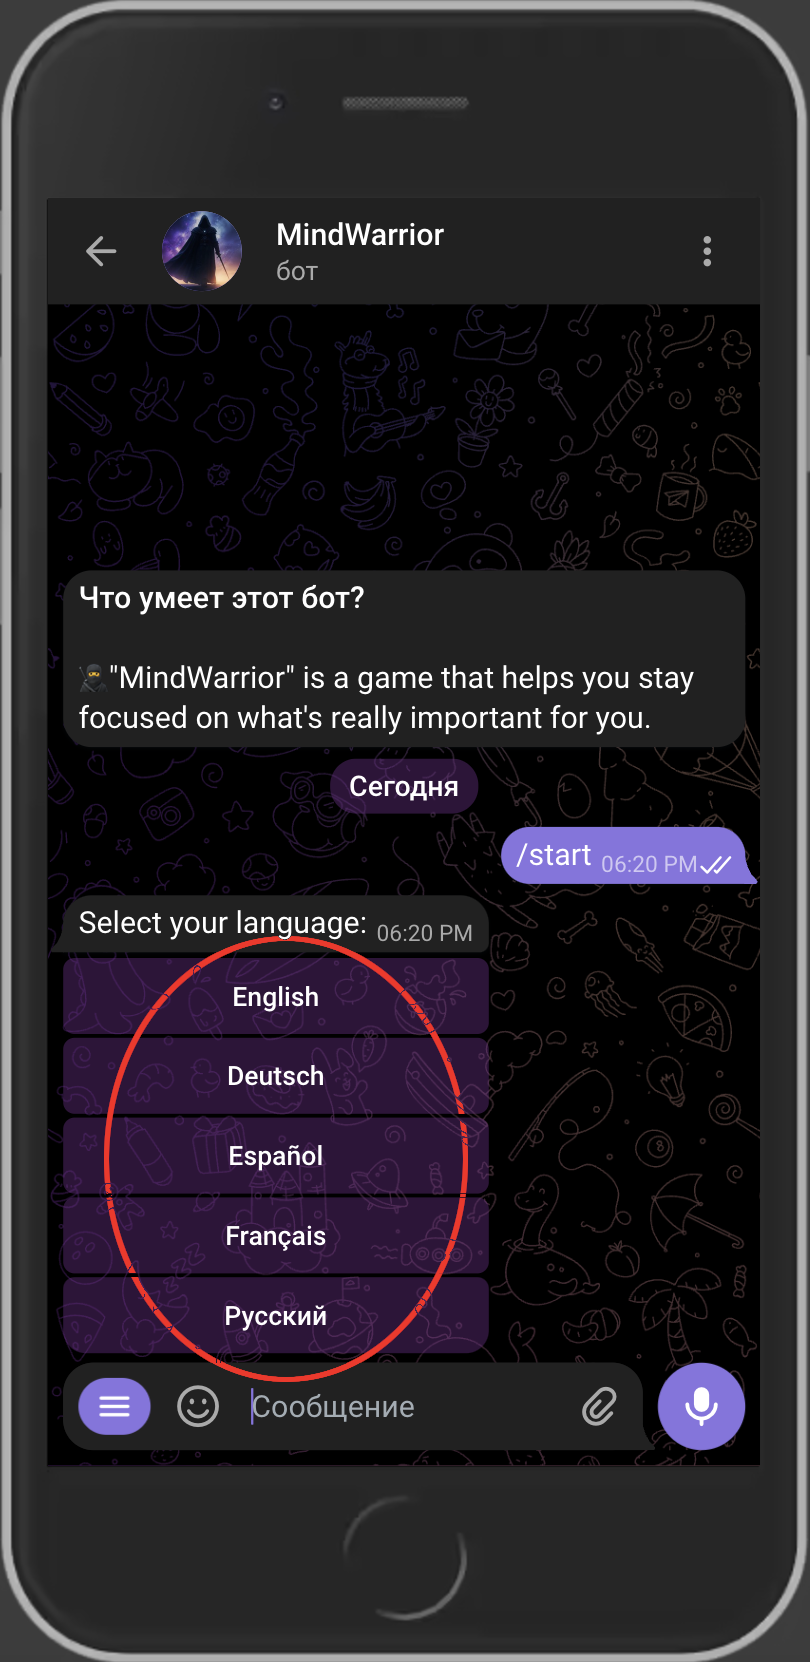 MindWarrior
бот
Что умеет этот бот?
🥷"MindWarrior" is a game that helps you stay
focused on what's really important for you.
Сегодня
/start 06:20 PM
Select your language: 06:20 PM
English
Deutsch
Español
Français
Русский
Сообщение